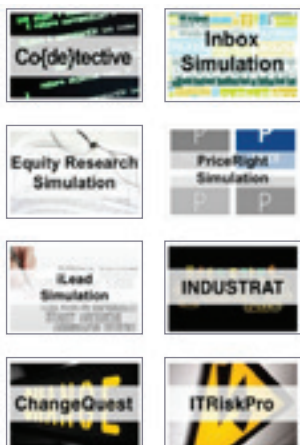 Co{de}tective
Inbox
Simulation
Equity Research
Simulation
PriceRight
Simulation
iLead
Simulation
INDUSTRAT
ChangeQuest
ITRiskPro